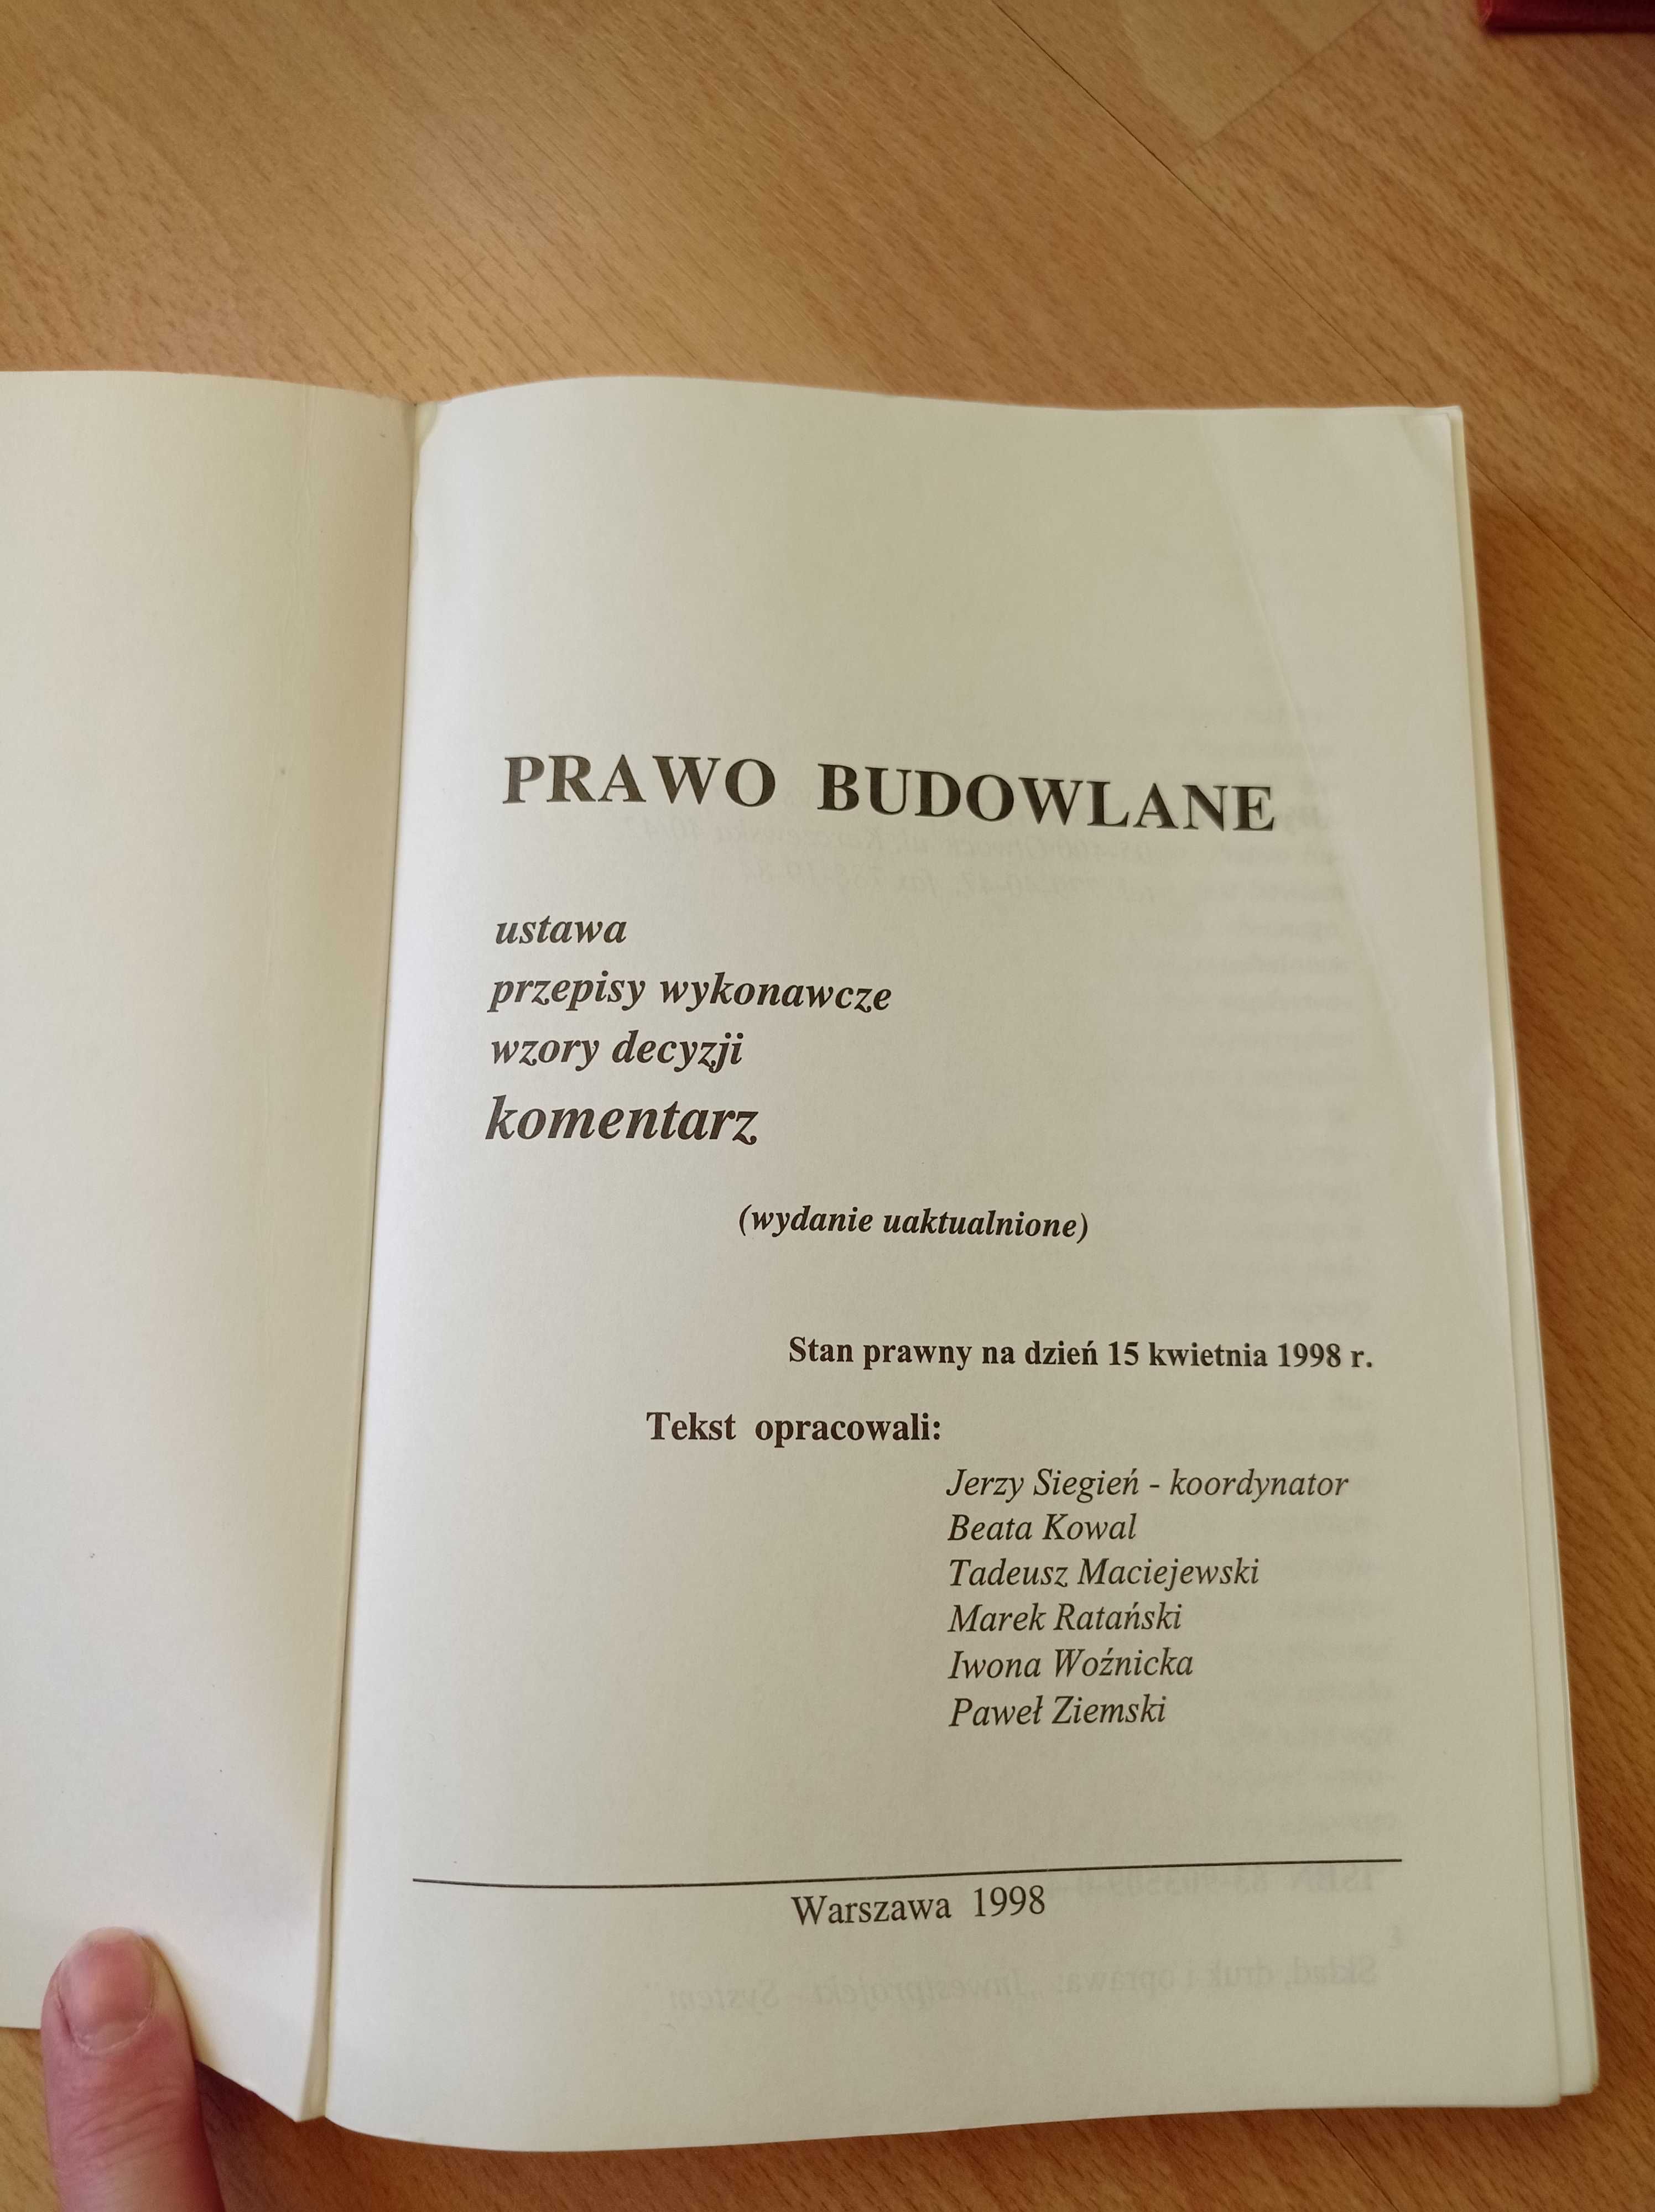 PRAWO BUDOWLANE
ustawa
przepisy wykonawcze
wzory decyzji
komentarz
(wydanie uaktualnione)
Stan prawny na dzień 15 kwietnia 1998 r.
Tekst opracowali:
Jerzy Siegień - koordynator
Beata Kowal
Tadeusz Maciejewski
Marek Ratański
Iwona Woźnicka
Paweł Ziemski
Warszawa 1998